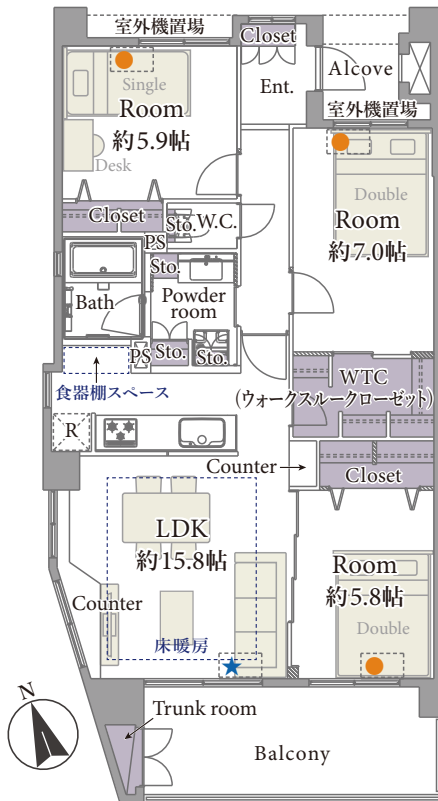 室外機置場
Closet
Alcove
Ent.
Single
Room
約5.9帖
Desk
室外機置場
Double
Room
約7.0帖
Closet
Sto.
W.C.
PS
Sto.
Bath
Powder
room
PS
Sto.
Sto.
食器棚スペース
WTC
(ウォークスルークローゼット)
R
Counter
Closet
LDK
約15.8帖
Room
約5.8帖
Double
Counter
床暖房
N
Trunk room
Balcony